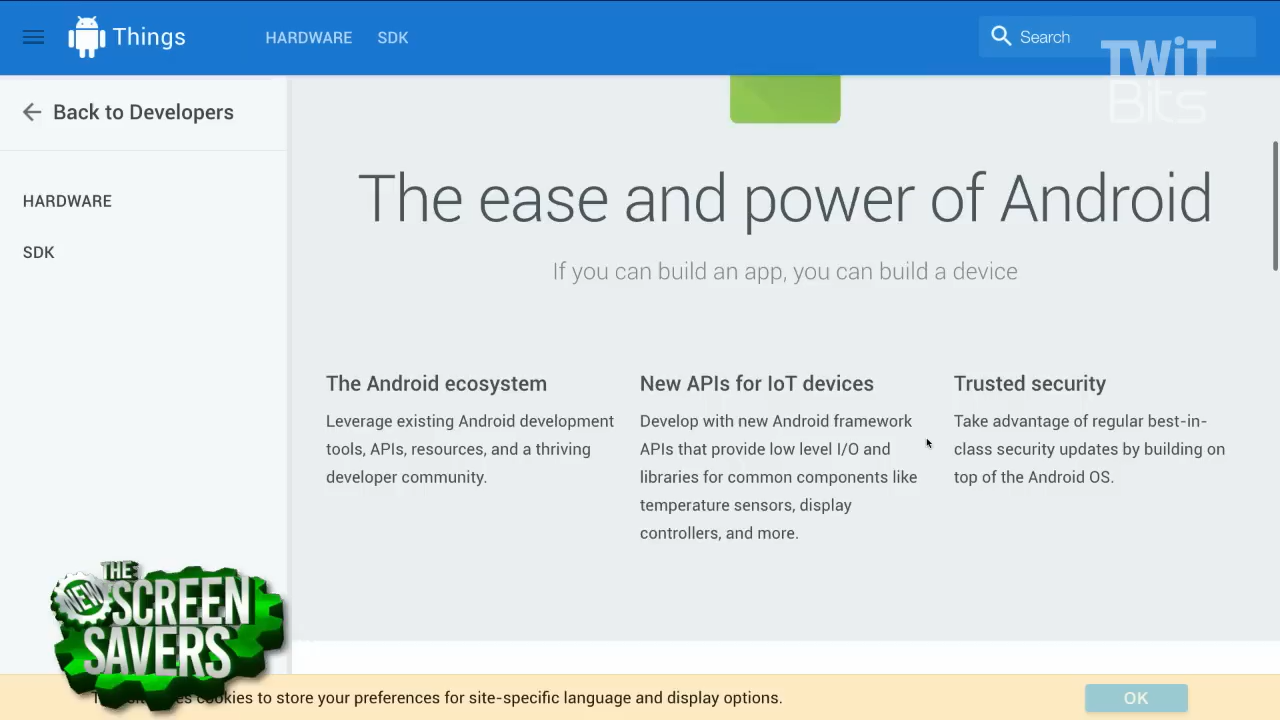 Things
HARDWARE
SDK
Search
TWiT
Bits
Back to Developers
HARDWARE
SDK
The ease and power of Android
If you can build an app, you can build a device
The Android ecosystem
Leverage existing Android development
tools, APIs, resources, and a thriving
developer community.
New APIs for IoT devices
Develop with new Android framework
APIs that provide low level I/O and
libraries for common components like
temperature sensors, display
controllers, and more.
Trusted security
Take advantage of regular best-in-
class security updates by building on
top of the Android OS.
THE
NEW
SCREEN
SAVERS
cookies to store your preferences for site-specific language and display options.
OK